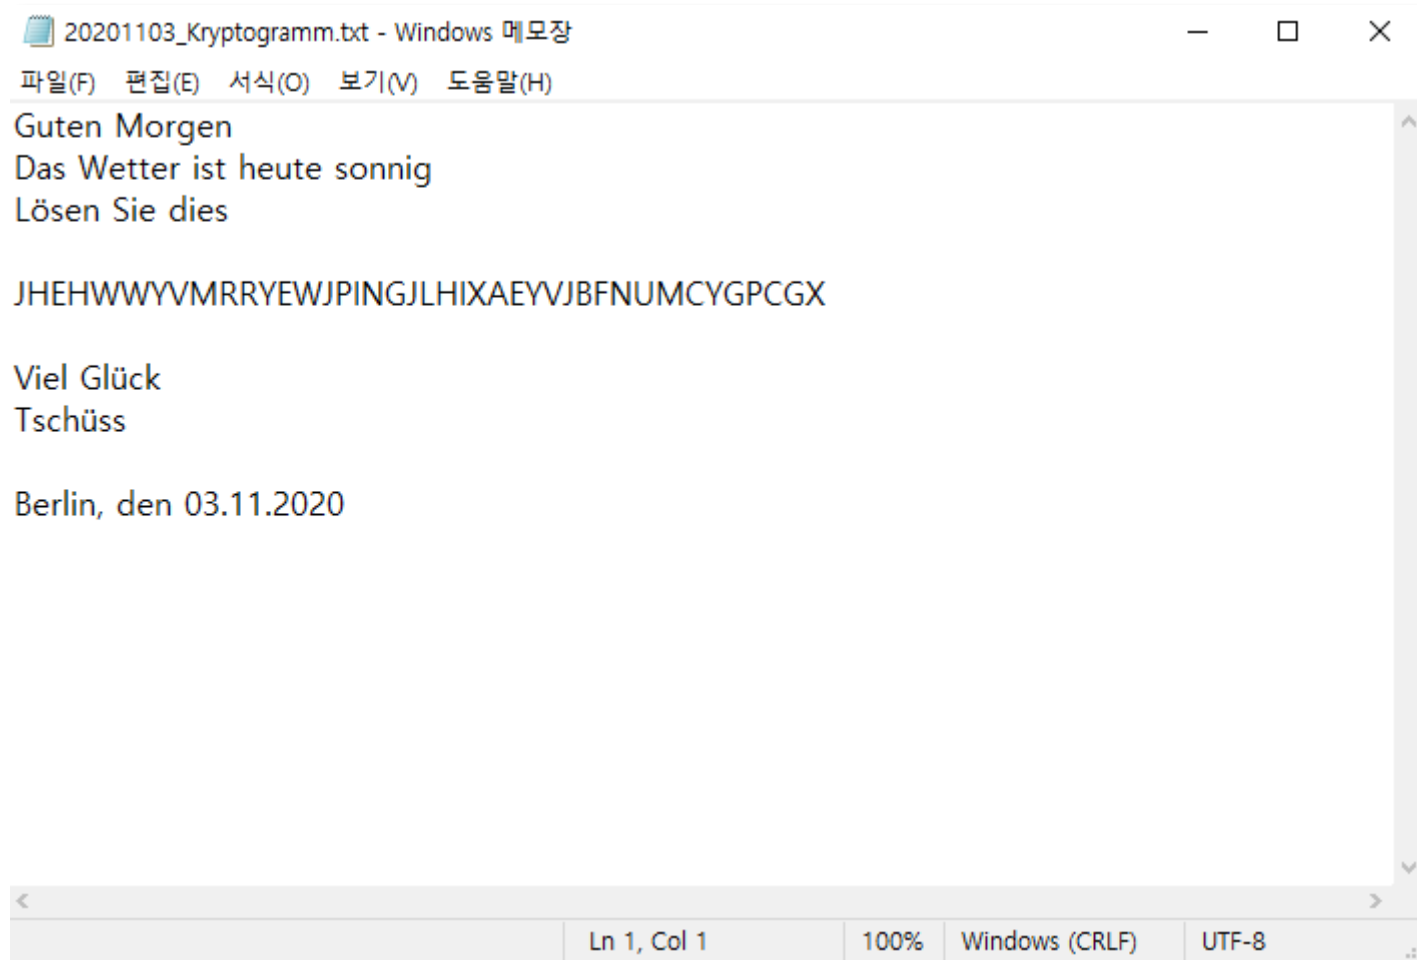 20201103_Kryptogramm.txt - Windows 메모장
파일(F) 편집(E) 서식(O) 보기(V) 도움말(H)
Guten Morgen
Das Wetter ist heute sonnig
Lösen Sie dies
JHEHWWYVMRRYEWJPINGJLHIXAEYVJBFNUMCYGPCGX
Viel Glück
Tschüss
Berlin, den 03.11.2020
Ln 1, Col 1 100% Windows (CRLF) UTF-8